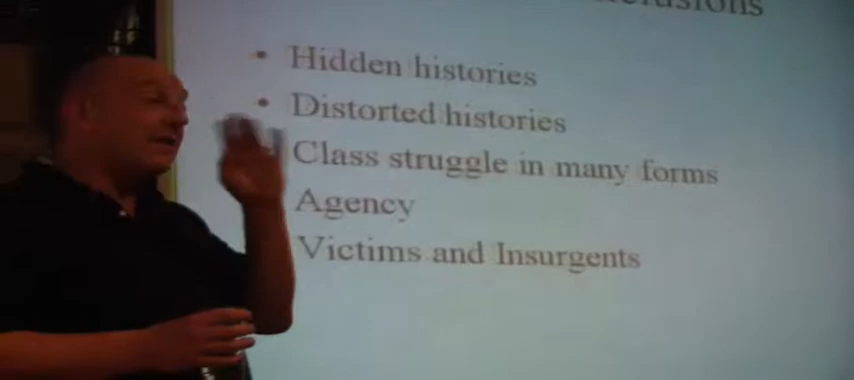 • Hidden histories
• Distorted histories
Class struggle in many forms
Agency
Victims and Insurgents